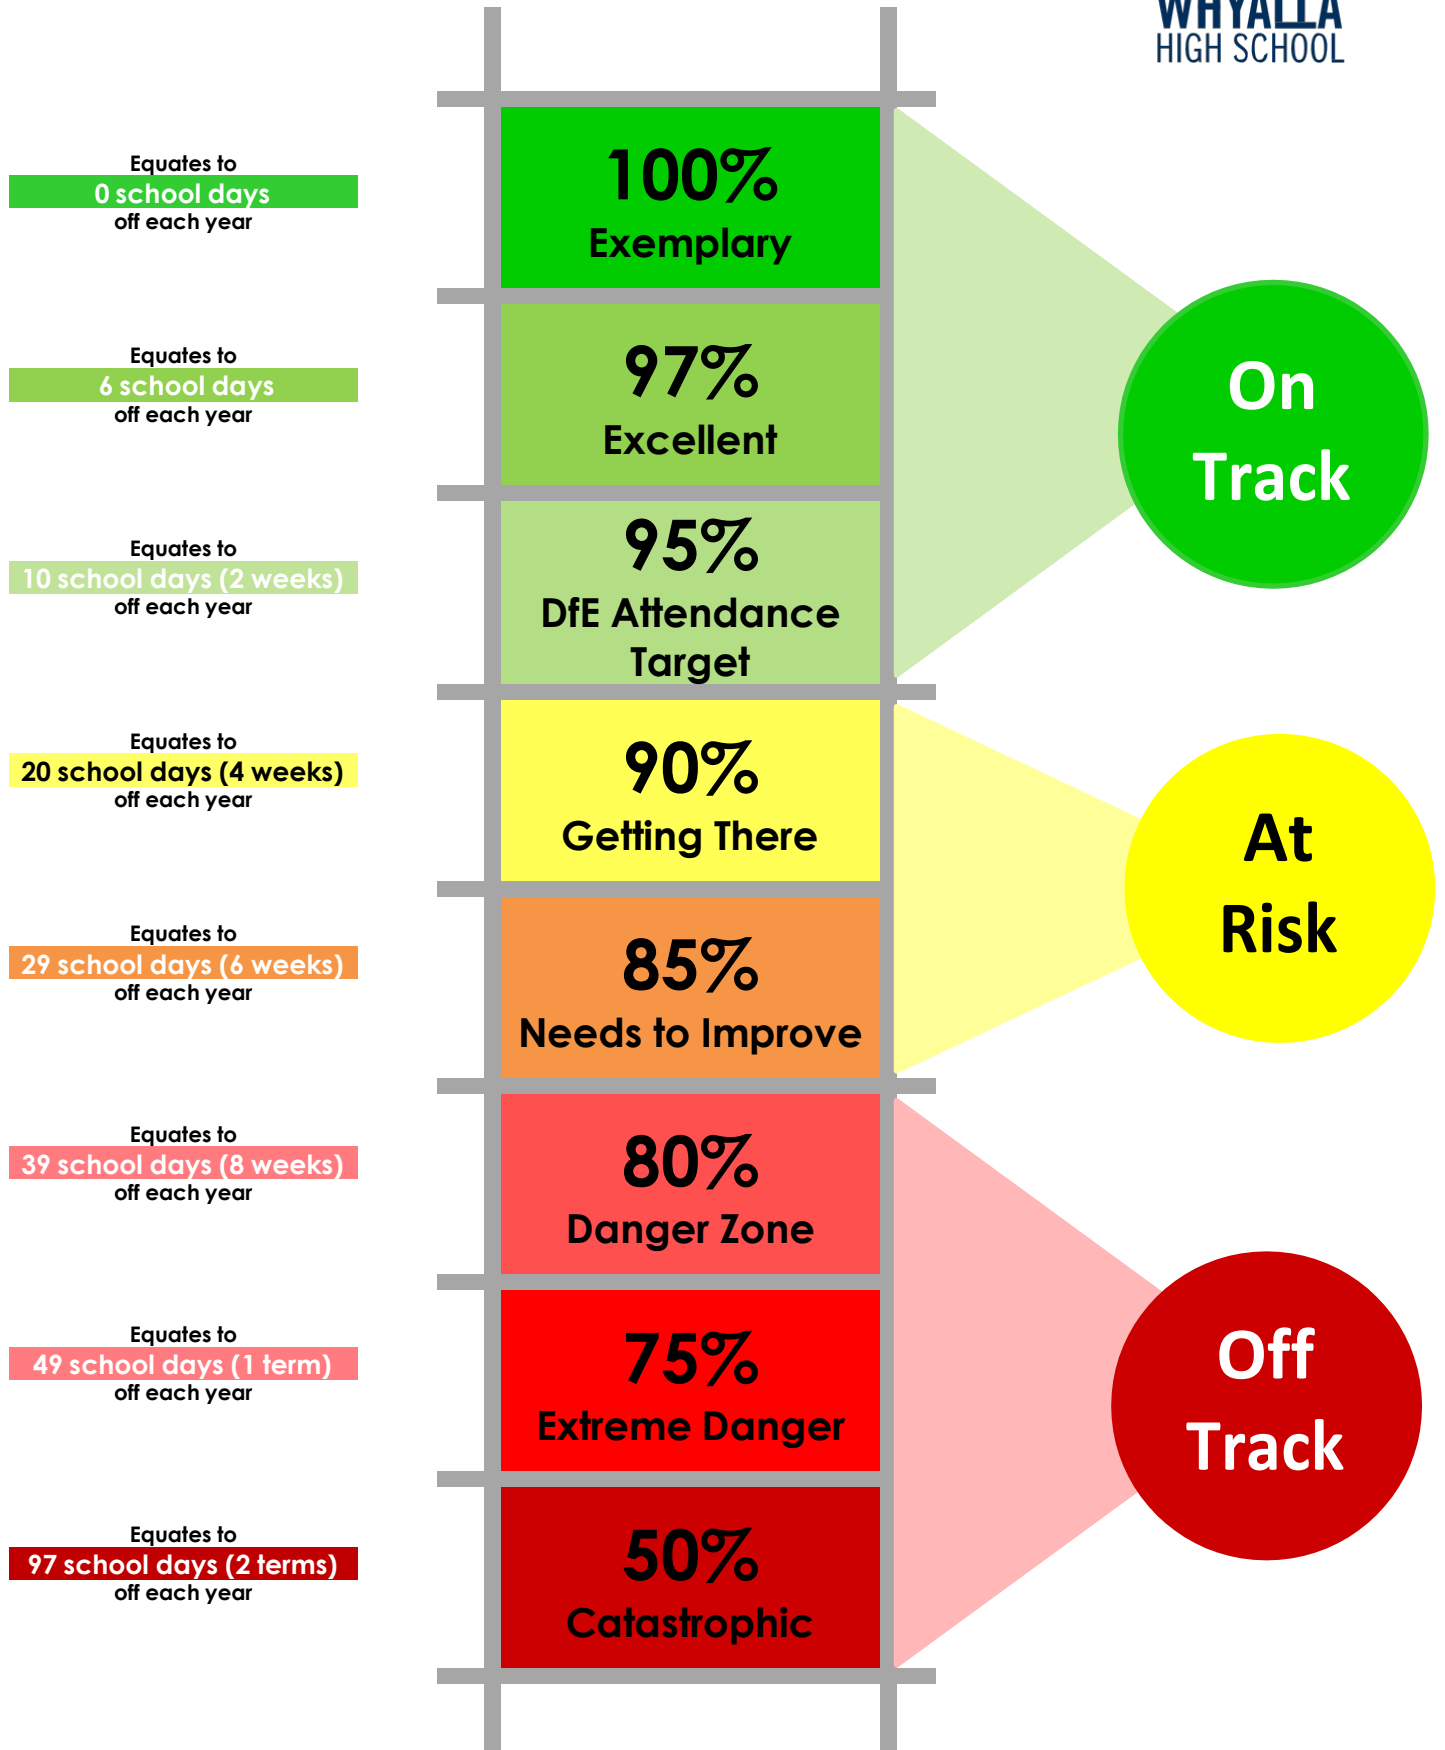 WHYALLA
HIGH SCHOOL
Equates to
0 school days
off each year
100%
Exemplary
Equates to
6 school days
off each year
97%
Excellent
On
Track
Equates to
10 school days (2 weeks)
off each year
95%
DfE Attendance
Target
Equates to
20 school days (4 weeks)
off each year
90%
Getting There
At
Risk
Equates to
29 school days (6 weeks)
off each year
85%
Needs to Improve
Equates to
39 school days (8 weeks)
off each year
80%
Danger Zone
Equates to
49 school days (1 term)
off each year
75%
Extreme Danger
Off
Track
Equates to
97 school days (2 terms)
off each year
50%
Catastrophic